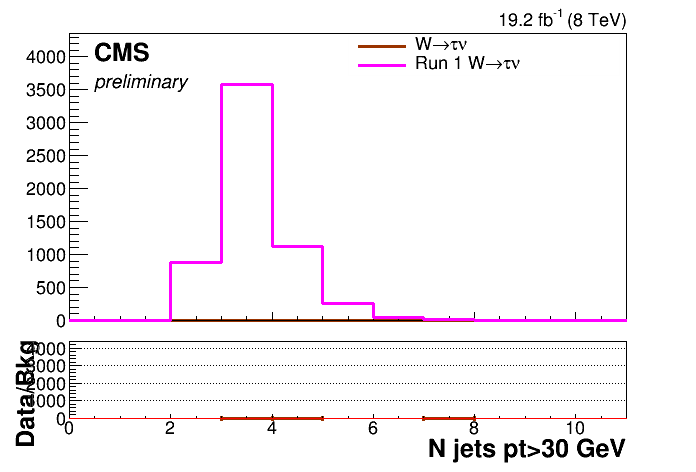 19.2 fb⁻¹ (8 TeV)
CMS
preliminary
W→τν
Run 1 W→τν
4000
3500
3000
2500
2000
1500
1000
500
0
Data/Bkg
0
0 2 4 6 8 10
N jets pt>30 GeV